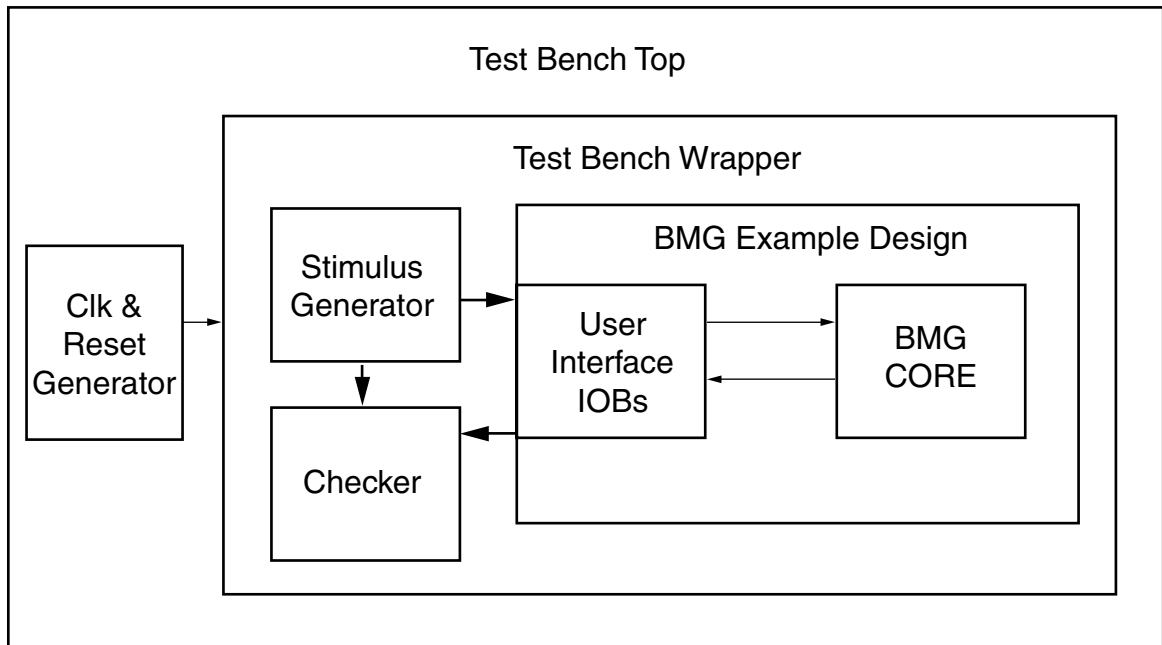 Test Bench Top
Test Bench Wrapper
BMG Example Design
Clk &
Reset
Generator
Stimulus
Generator
User
Interface
IOBs
BMG
CORE
Checker